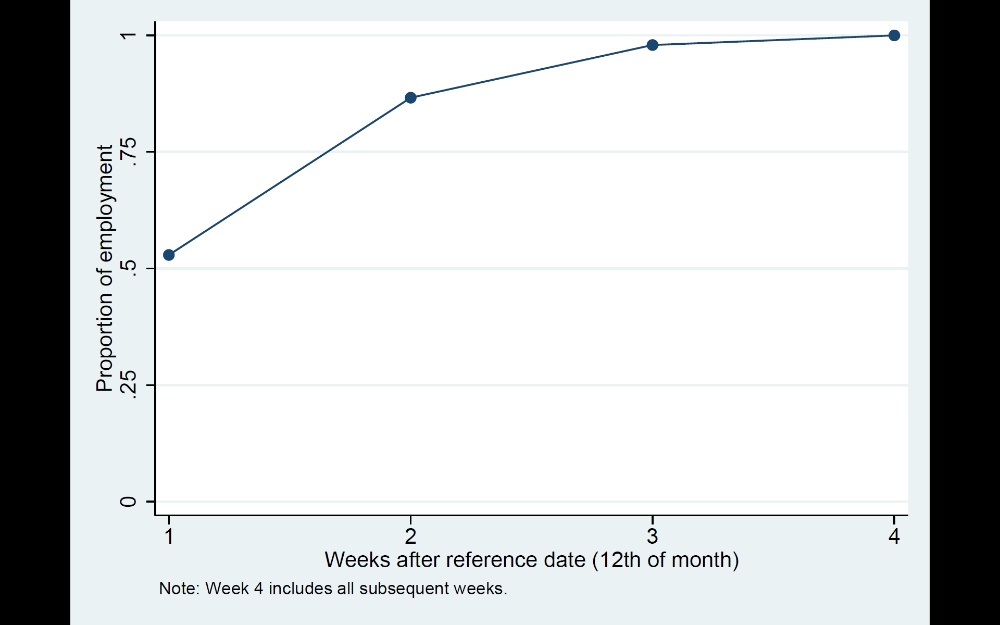 Proportion of employment
1
.75
.5
.25
0
1 2 3 4
Weeks after reference date (12th of month)
Note: Week 4 includes all subsequent weeks.